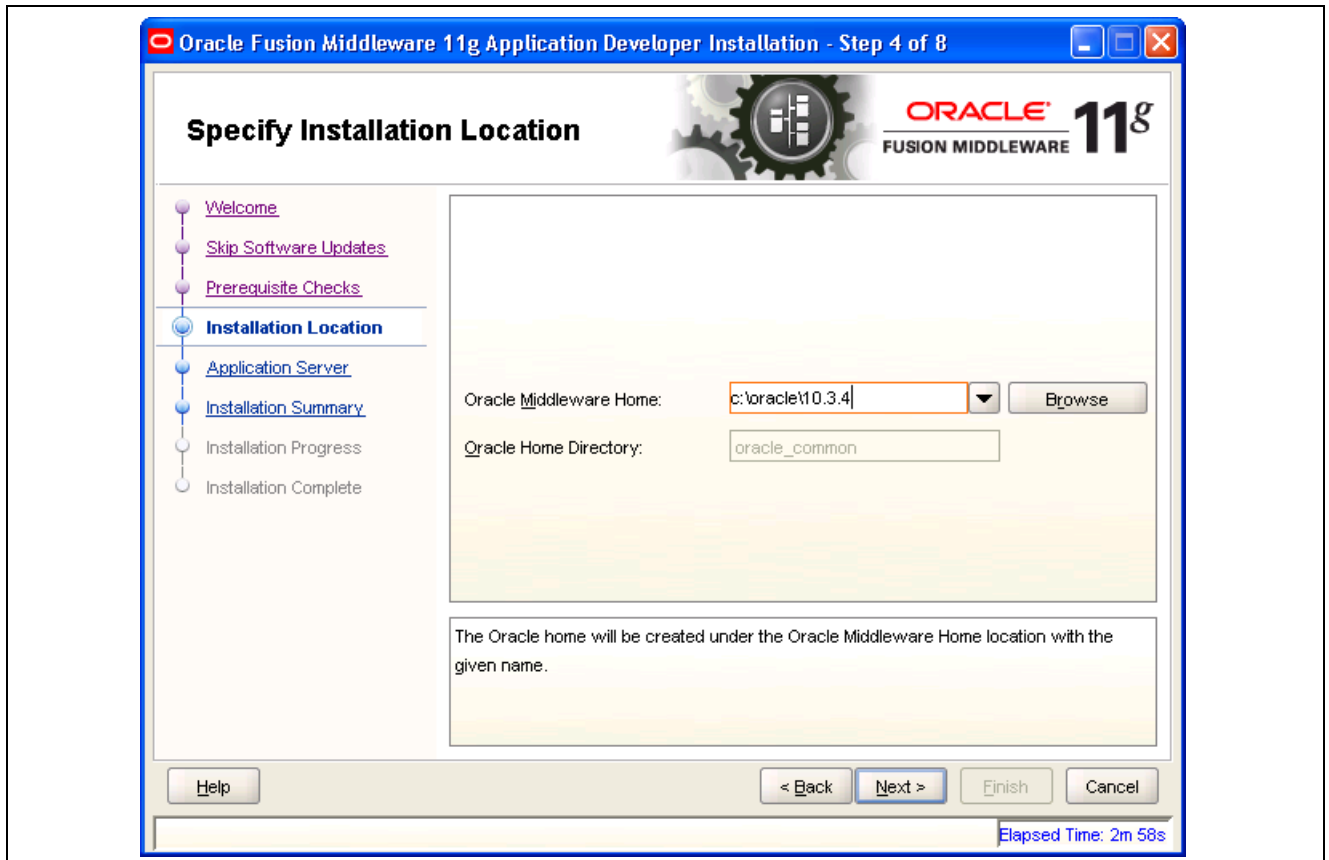 Oracle Fusion Middleware 11g Application Developer Installation - Step 4 of 8
Specify Installation Location
ORACLE
FUSION MIDDLEWARE
11g
Welcome
Skip Software Updates
Prerequisite Checks
Installation Location
Application Server
Installation Summary
Installation Progress
Installation Complete
Oracle Middleware Home:
c:\oracle\10.3.4
Browse
Oracle Home Directory:
oracle_common
The Oracle home will be created under the Oracle Middleware Home location with the
given name.
Help
< Back
Next >
Finish
Cancel
Elapsed Time: 2m 58s